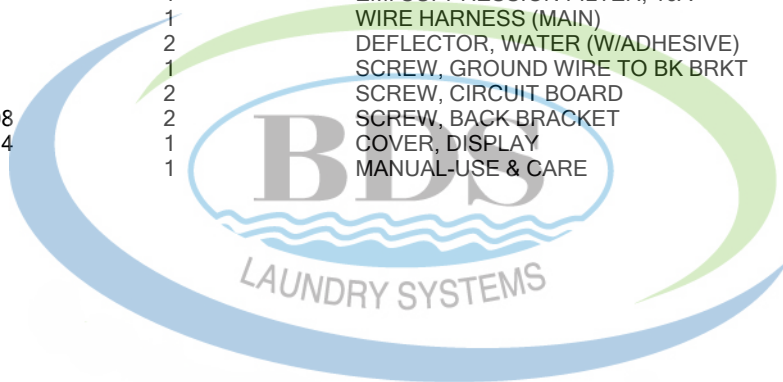 1 WIRE HARNESS (MAIN)
2 DEFLECTOR, WATER (W/ADHESIVE)
1 SCREW, GROUND WIRE TO BK BRKT
2 SCREW, CIRCUIT BOARD
8 2 SCREW, BACK BRACKET
4 1 COVER, DISPLAY
1 MANUAL-USE & CARE
BDS
LAUNDRY SYSTEMS